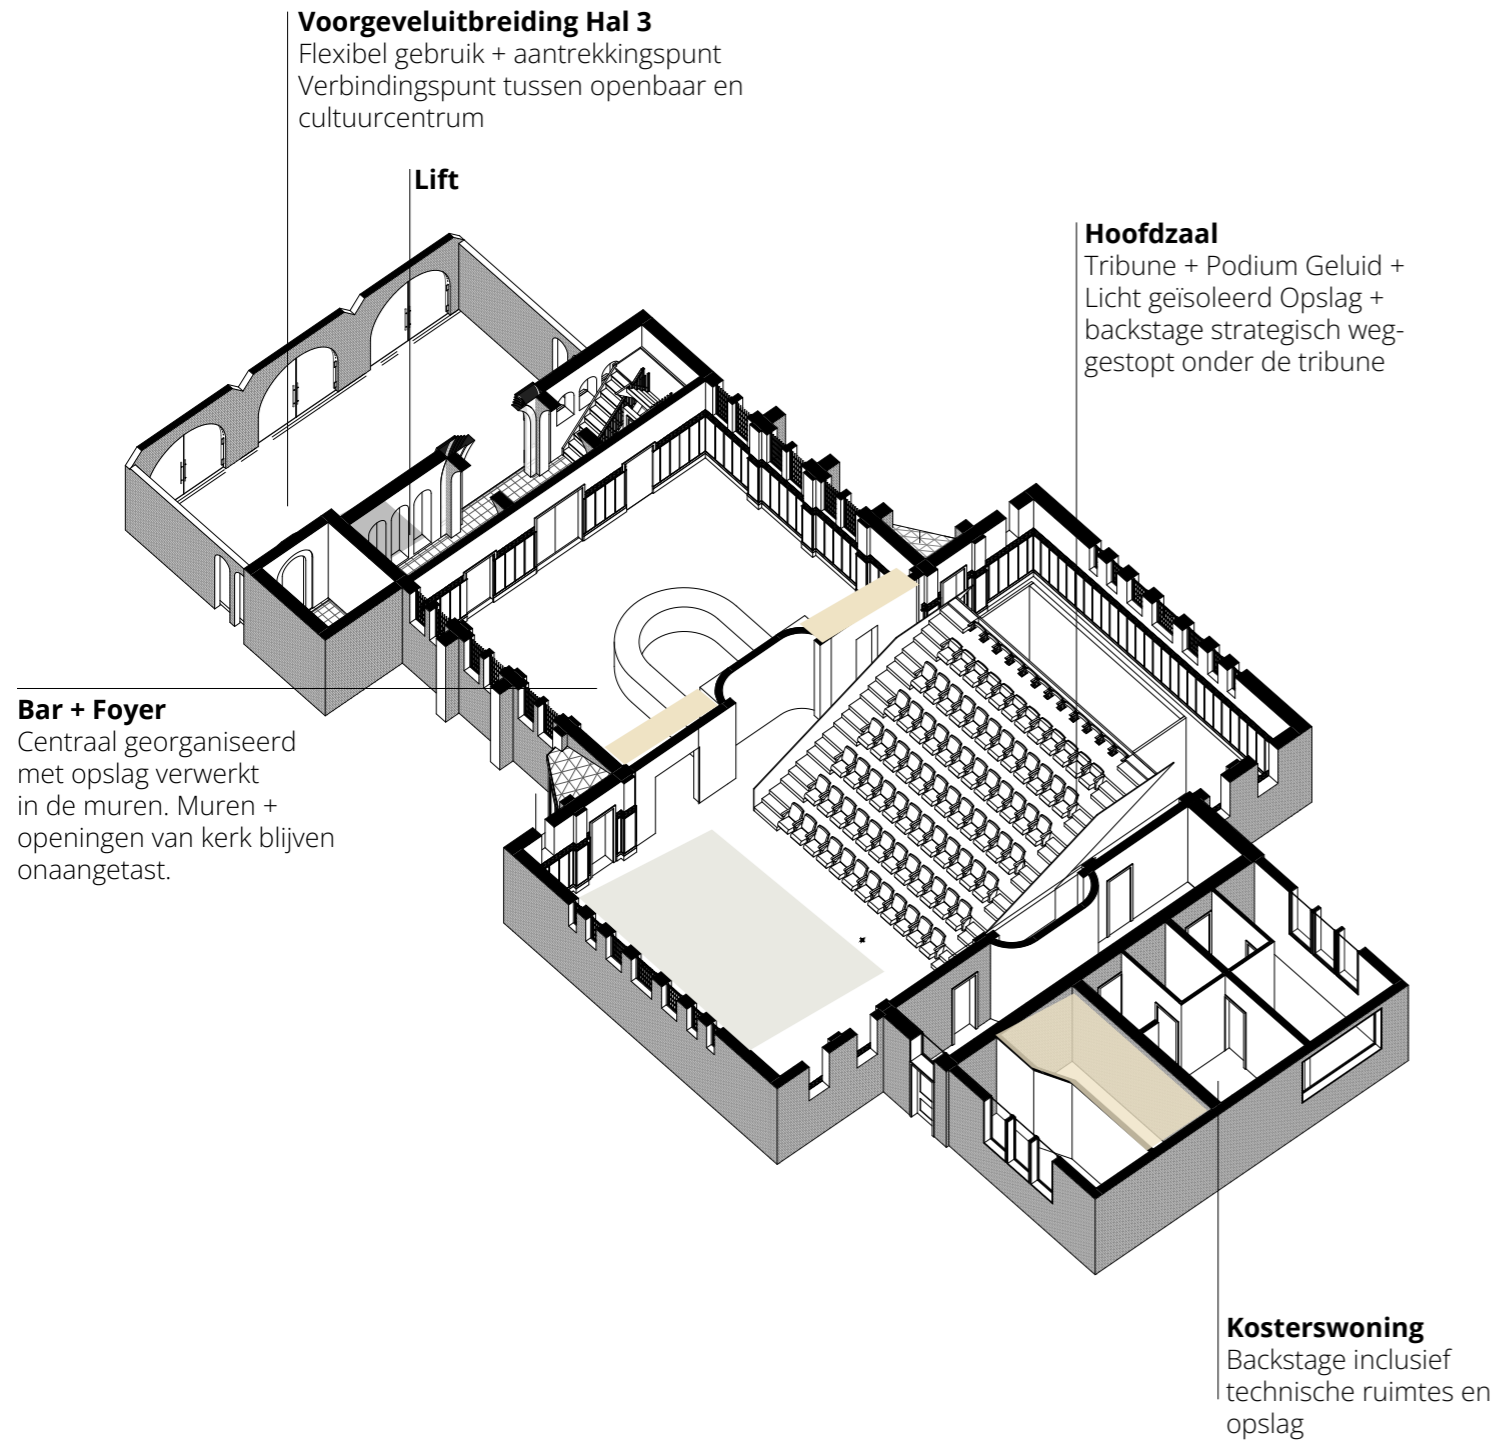 Voorgeveluitbreiding Hal 3
Flexibel gebruik + aantrekkingspunt
Verbindingspunt tussen openbaar en
cultuurcentrum
Lift
Hoofdzaal
Tribune + Podium Geluid +
Licht geïsoleerd Opslag +
backstage strategisch weg-
gestopt onder de tribune
Bar + Foyer
Centraal georganiseerd
met opslag verwerkt
in de muren. Muren +
openingen van kerk blijven
onaangetast.
Kosterswoning
Backstage inclusief
technische ruimtes en
opslag